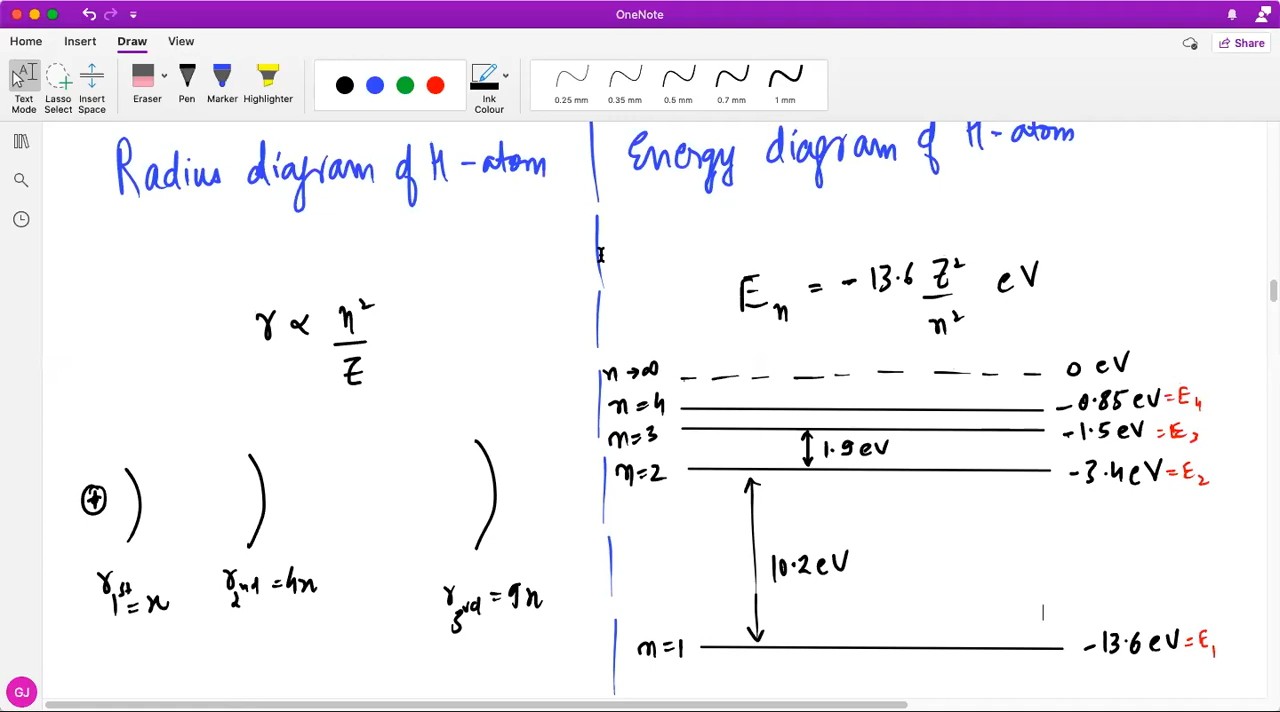 OneNote
Home Insert Draw View
Share
Text Mode
Lasso Select
Insert Space
Eraser
Pen
Marker
Highlighter
Ink Colour
0.25 mm
0.35 mm
0.5 mm
0.7 mm
1 mm
Radius diagram of H-atom
r ∝ n²/Z
+
r1st = x
r2nd = 4x
r3rd = 9x
Energy diagram of H-atom
En = -13.6 Z²/n² eV
n→∞ 0 eV
n=4 -0.85 eV = E4
n=3 -1.5 eV = E3
1.9 eV
n=2 -3.4 eV = E2
10.2 eV
n=1 -13.6 eV = E1
GJ